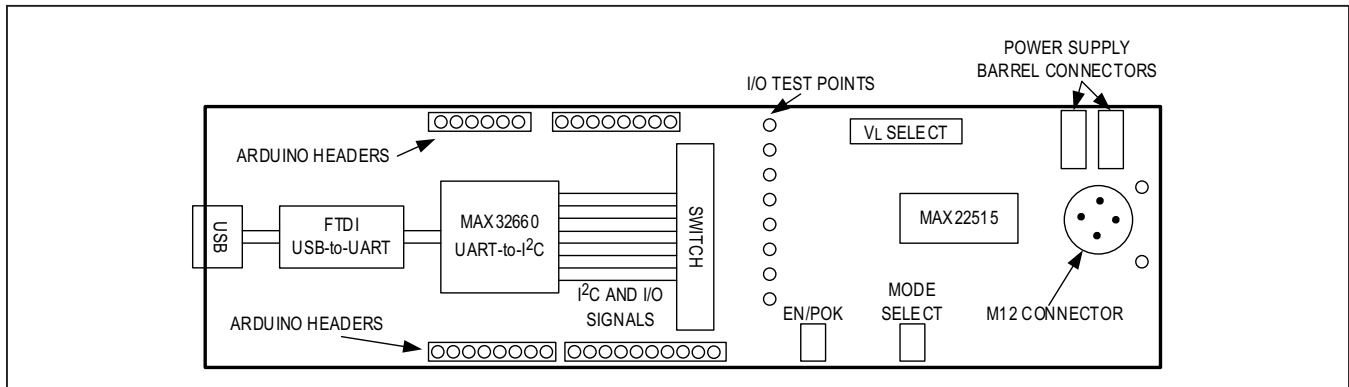 POWER SUPPLY
BARREL CONNECTORS
I/O TEST POINTS
VL SELECT
ARDUINO HEADERS
USB
FTDI
USB-to-UART
MAX32660
UART-to-I²C
SWITCH
MAX22515
I²C AND I/O
SIGNALS
EN/POK
MODE
SELECT
M12 CONNECTOR
ARDUINO HEADERS